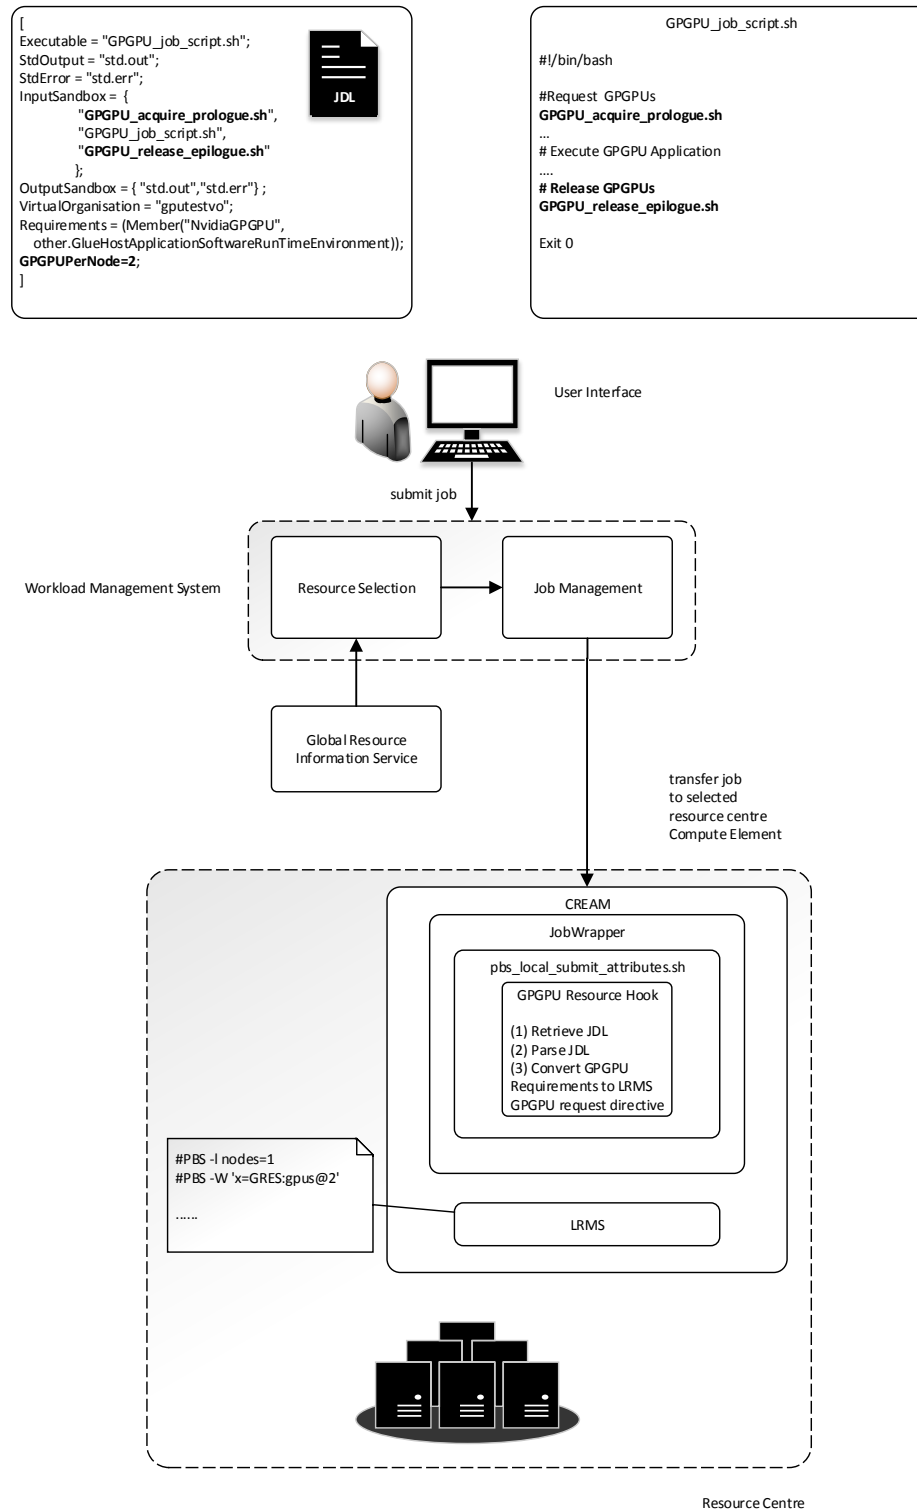 [
Executable = "GPGPU_job_script.sh";
StdOutput = "std.out";
StdError = "std.err";
InputSandbox = {
"GPGPU_acquire_prologue.sh",
"GPGPU_job_script.sh",
"GPGPU_release_epilogue.sh"
};
OutputSandbox = { "std.out","std.err"} ;
VirtualOrganisation = "gputestvo";
Requirements = (Member("NvidiaGPGPU",
other.GlueHostApplicationSoftwareRunTimeEnvironment));
GPGPUPerNode=2;
]
JDL
GPGPU_job_script.sh
#!/bin/bash
#Request GPGPUs
GPGPU_acquire_prologue.sh
...
# Execute GPGPU Application
....
# Release GPGPUs
GPGPU_release_epilogue.sh
Exit 0
User Interface
submit job
Workload Management System
Resource Selection
Job Management
Global Resource
Information Service
transfer job
to selected
resource centre
Compute Element
CREAM
JobWrapper
pbs_local_submit_attributes.sh
GPGPU Resource Hook
(1) Retrieve JDL
(2) Parse JDL
(3) Convert GPGPU
Requirements to LRMS
GPGPU request directive
#PBS -l nodes=1
#PBS -W 'x=GRES:gpus@2'
......
LRMS
Resource Centre